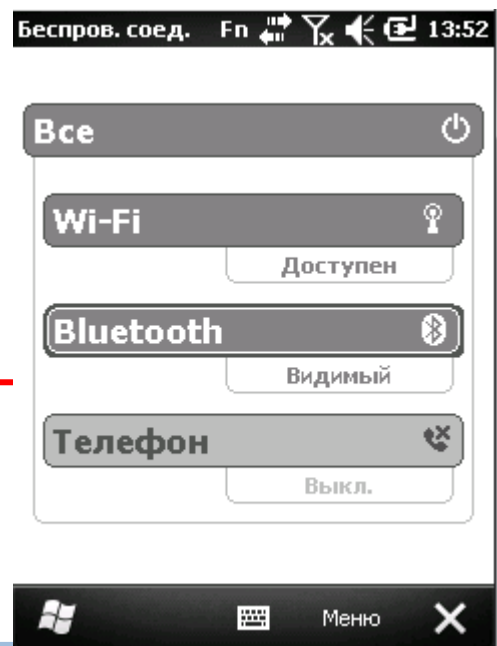 Беспров. соед. Fn 13:52
Все
Wi-Fi
Доступен
Bluetooth
Видимый
Телефон
Выкл.
Меню